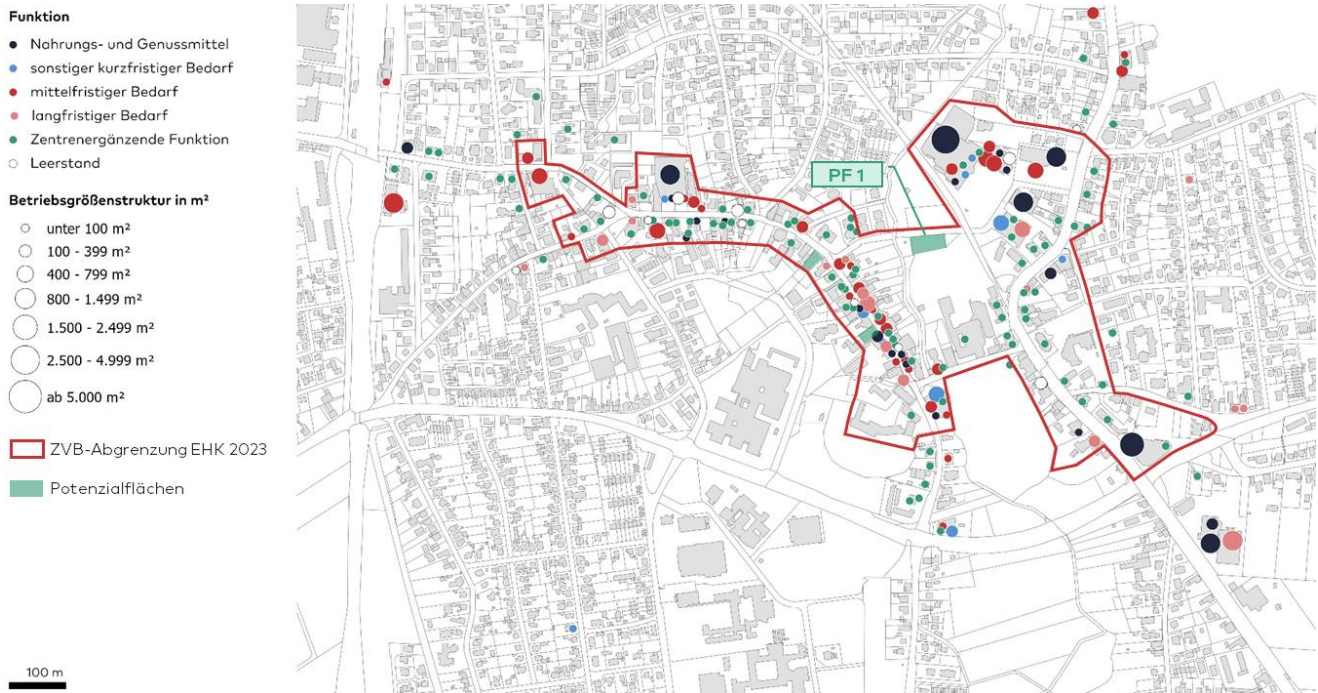 Funktion
Nahrungs- und Genussmittel
sonstiger kurzfristiger Bedarf
mittelfristiger Bedarf
langfristiger Bedarf
Zentrenergänzende Funktion
Leerstand
Betriebsgrößenstruktur in m²
unter 100 m²
100 - 399 m²
400 - 799 m²
800 - 1.499 m²
1.500 - 2.499 m²
2.500 - 4.999 m²
ab 5.000 m²
ZVB-Abgrenzung EHK 2023
Potenzialflächen
100 m
PF 1